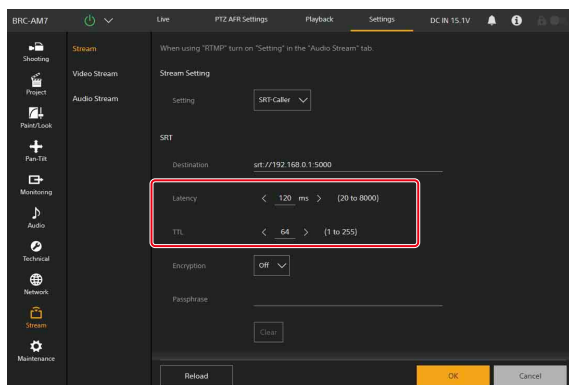 BRC-AM7 Live PTZ AFR Settings Playback Settings DC IN 15.1V
Shooting
Project
Paint/Look
Pan-Tilt
Monitoring
Audio
Technical
Network
Stream
Maintenance
Stream
Video Stream
Audio Stream
When using "RTMP" turn on "Setting" in the "Audio Stream" tab.
Stream Setting
Setting SRT-Caller
SRT
Destination srt://192.168.0.1:5000
Latency < 120 ms > (20 to 8000)
TTL < 64 > (1 to 255)
Encryption Off
Passphrase
Clear
Reload OK Cancel